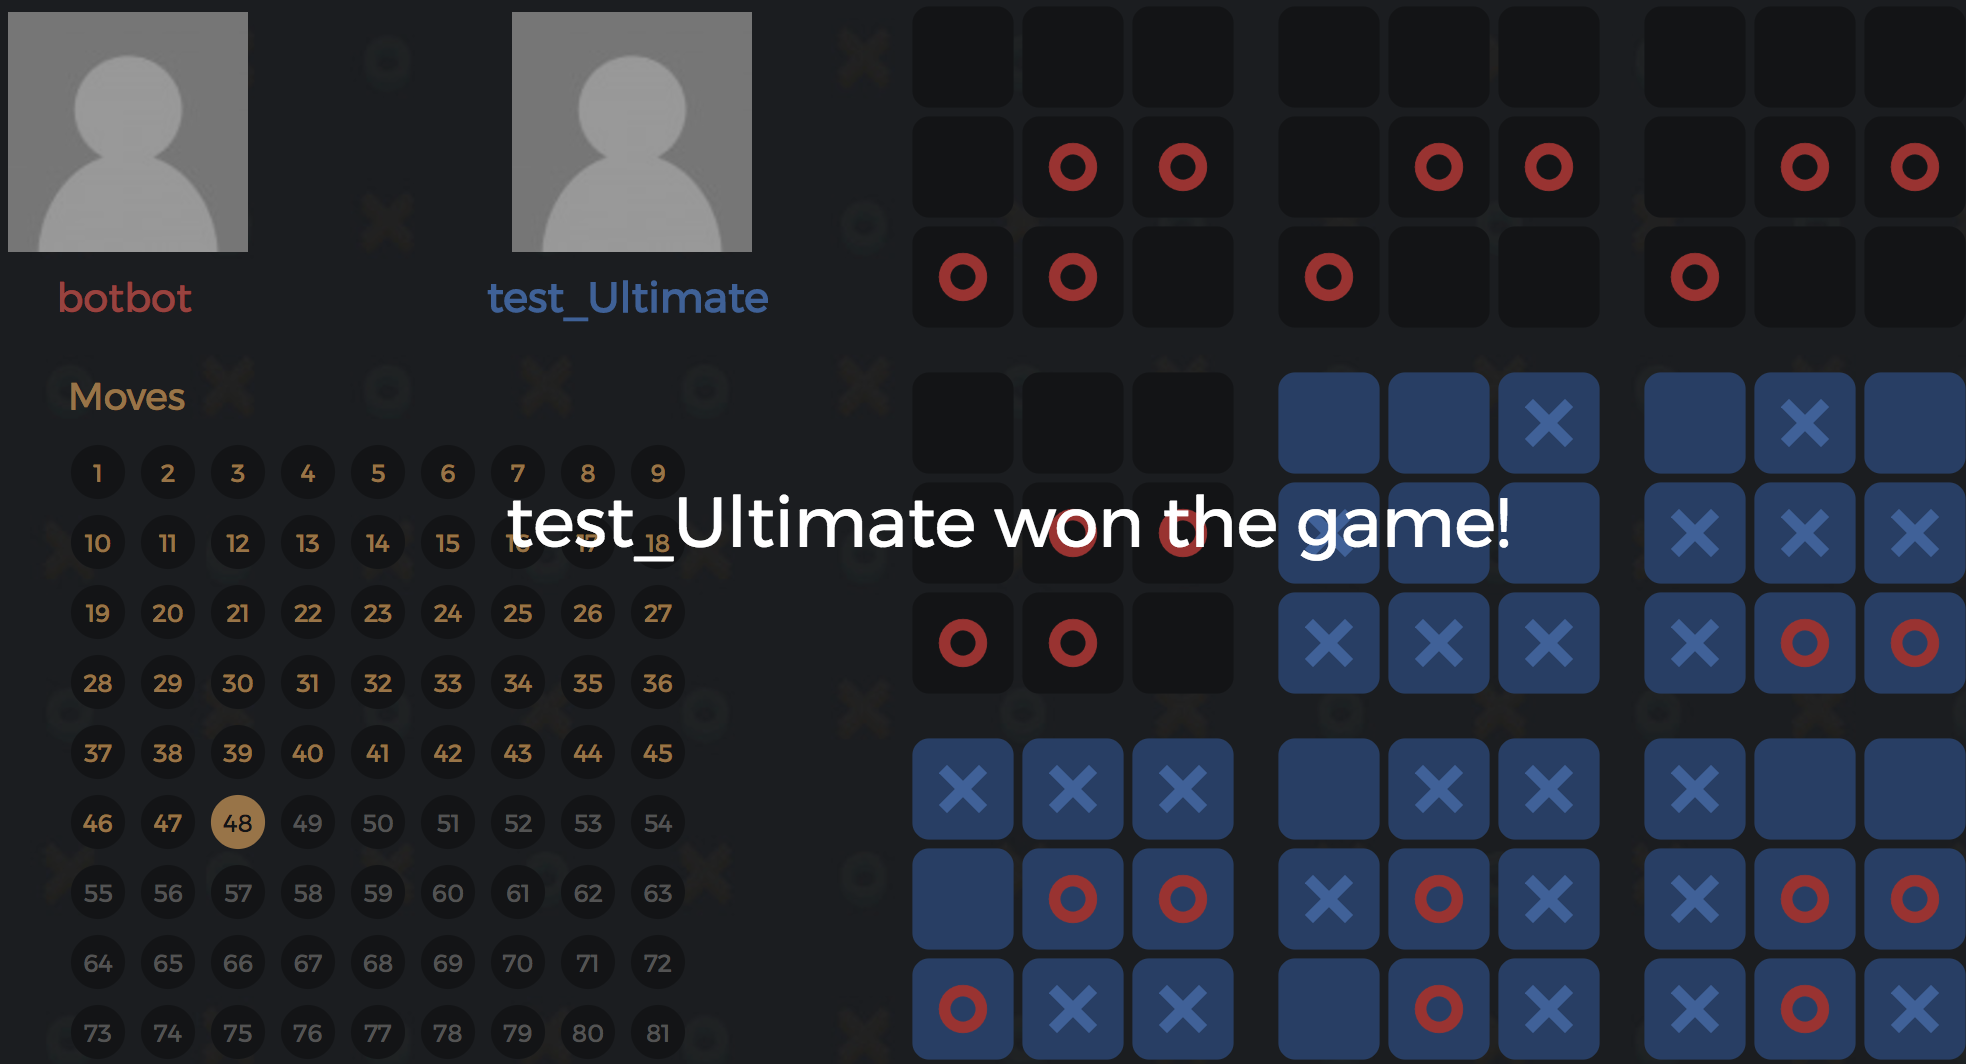 botbot
test_Ultimate
Moves
1 2 3 4 5 6 7 8 9
test_Ultimate won the game!
10 11 12 13 14 15 16 17 18
19 20 21 22 23 24 25 26 27
28 29 30 31 32 33 34 35 36
37 38 39 40 41 42 43 44 45
46 47 48 49 50 51 52 53 54
55 56 57 58 59 60 61 62 63
64 65 66 67 68 69 70 71 72
73 74 75 76 77 78 79 80 81